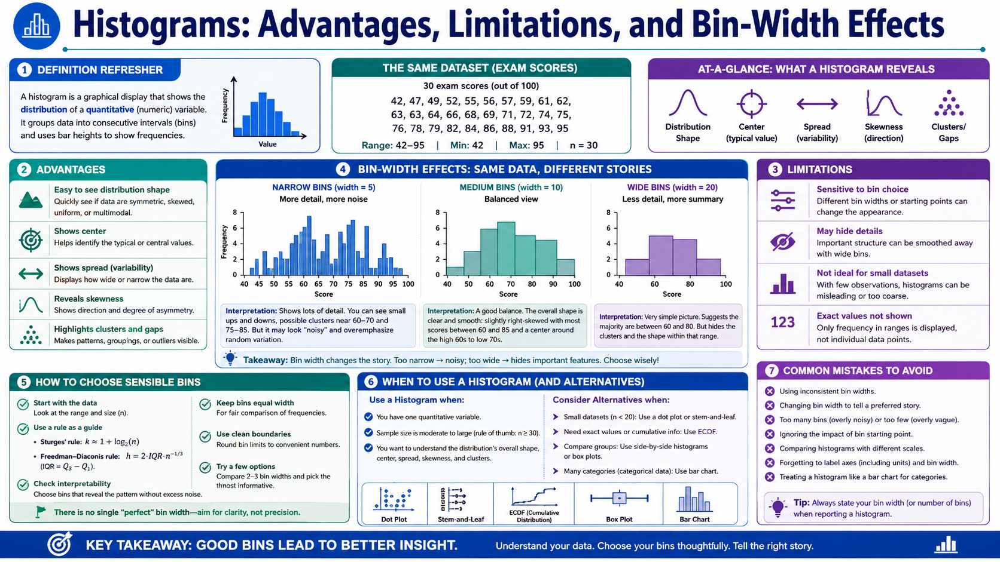 Histograms: Advantages, Limitations, and Bin-Width Effects
1 DEFINITION REFRESHER
A histogram is a graphical display that shows the
distribution of a quantitative (numeric) variable.
It groups data into consecutive intervals (bins)
and uses bar heights to show frequencies.
Frequency
Value
THE SAME DATASET (EXAM SCORES)
30 exam scores (out of 100)
42, 47, 49, 52, 55, 56, 57, 59, 61, 62,
63, 63, 64, 66, 68, 69, 71, 72, 74, 75,
76, 78, 79, 82, 84, 86, 88, 91, 93, 95
Range: 42–95 | Min: 42 | Max: 95 | n = 30
AT-A-GLANCE: WHAT A HISTOGRAM REVEALS
Distribution
Shape
Center
(typical value)
Spread
(variability)
Skewness
(direction)
Clusters/
Gaps
2 ADVANTAGES
Easy to see distribution shape
Quickly see if data are symmetric, skewed,
uniform, or multimodal.
Shows center
Helps identify the typical or central values.
Shows spread (variability)
Displays how wide or narrow the data are.
Reveals skewness
Shows direction and degree of asymmetry.
Highlights clusters and gaps
Makes patterns, groupings, or outliers visible.
4 BIN-WIDTH EFFECTS: SAME DATA, DIFFERENT STORIES
NARROW BINS (width = 5)
More detail, more noise
Frequency
8
6
4
2
0
40 45 50 55 60 65 70 75 80 85 90 95 100
Score
Interpretation: Shows lots of detail. You can see small
ups and downs, possible clusters near 60–70 and
75–85. But it may look "noisy" and overemphasize
random variation.
MEDIUM BINS (width = 10)
Balanced view
8
6
4
2
0
40 50 60 70 80 90 100
Score
Interpretation: A good balance. The overall shape is
clear and smooth: slightly right-skewed with most
scores between 60 and 85 and a center around
the high 60s to low 70s.
WIDE BINS (width = 20)
Less detail, more summary
8
6
4
2
0
60 80 100
Score
Interpretation: Very simple picture. Suggests the
majority are between 60 and 80. But hides the
clusters and the shape within that range.
Takeaway: Bin width changes the story. Too narrow → noisy; too wide → hides important features. Choose wisely!
3 LIMITATIONS
Sensitive to bin choice
Different bin widths or starting points can
change the appearance.
May hide details
Important structure can be smoothed away
with wide bins.
Not ideal for small datasets
With few observations, histograms can be
misleading or too coarse.
123
Exact values not shown
Only frequency in ranges is displayed,
not individual data points.
5 HOW TO CHOOSE SENSIBLE BINS
Start with the data
Look at the range and size (n).
Use a rule as a guide
• Sturges' rule: k ≈ 1 + log₂(n)
• Freedman–Diaconis rule: h = 2·IQR·n⁻¹/³
(IQR = Q₃ − Q₁).
Check interpretability
Choose bins that reveal the pattern without excess noise.
Keep bins equal width
For fair comparison of frequencies.
Use clean boundaries
Round bin limits to convenient numbers.
Try a few options
Compare 2–3 bin widths and pick the
thnost informative.
There is no single "perfect" bin width—aim for clarity, not precision.
6 WHEN TO USE A HISTOGRAM (AND ALTERNATIVES)
Use a Histogram when:
You have one quantitative variable.
Sample size is moderate to large (rule of thumb: n ≥ 30).
You want to understand the distribution's overall shape,
center, spread, skewness, and clusters.
Consider Alternatives when:
Small datasets (n < 20): Use a dot plot or stem-and-leaf.
Need exact values or cumulative info: Use ECDF.
Compare groups: Use side-by-side histograms
or box plots.
Many categories (categorical data): Use bar chart.
Dot Plot
Stem-and-Leaf
ECDF (Cumulative
Distribution)
Box Plot
Bar Chart
7 COMMON MISTAKES TO AVOID
Using inconsistent bin widths.
Changing bin width to tell a preferred story.
Too many bins (overly noisy) or too few (overly vague).
Ignoring the impact of bin starting point.
Comparing histograms with different scales.
Forgetting to label axes (including units) and bin width.
Treating a histogram like a bar chart for categories.
Tip: Always state your bin width (or number of bins)
when reporting a histogram.
KEY TAKEAWAY: GOOD BINS LEAD TO BETTER INSIGHT.
Understand your data. Choose your bins thoughtfully. Tell the right story.